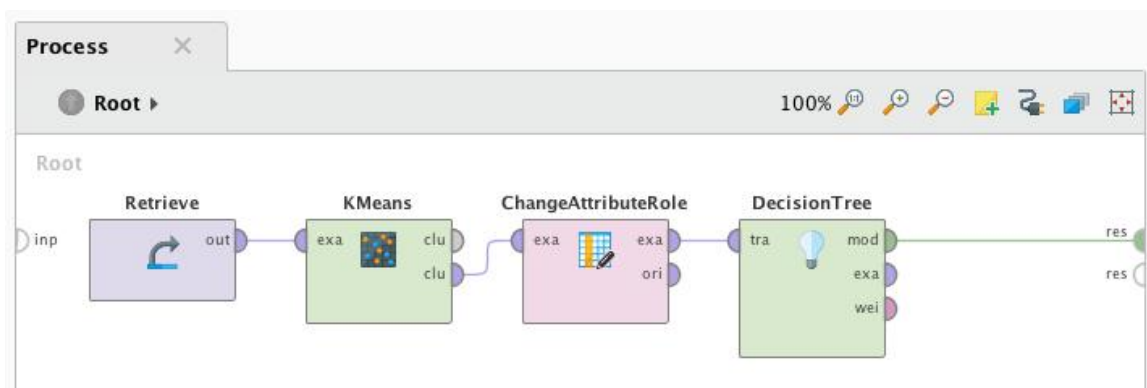 Process
Root
100%
Root
Retrieve KMeans ChangeAttributeRole DecisionTree
inp out exa clu exa exa tra mod res
clu ori exa res
wei